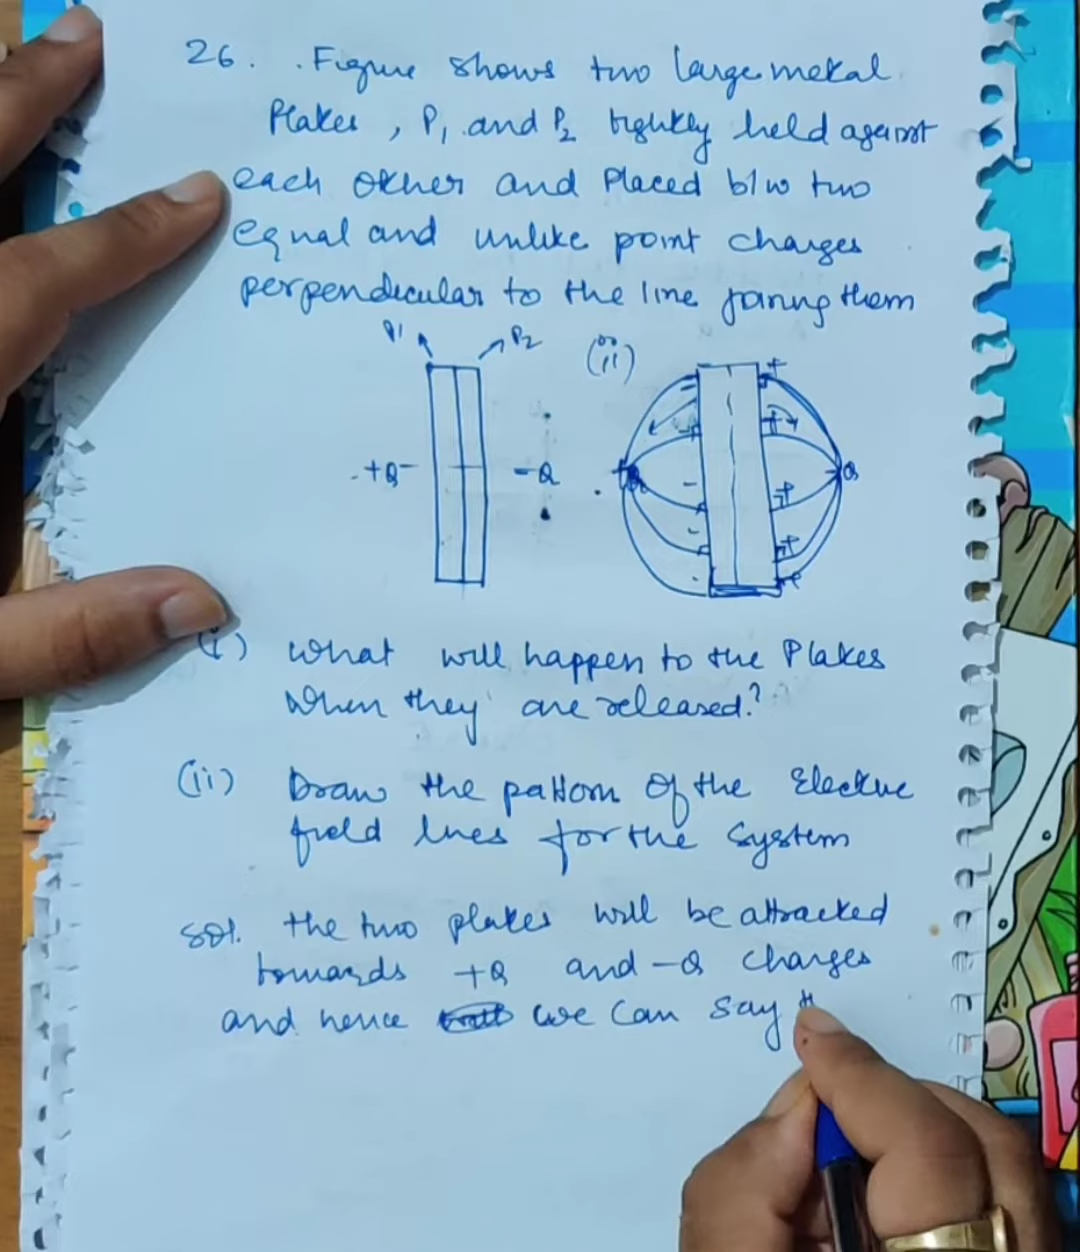 26. . Figure shows two large metal
Plates, P1 and P2 tightly held against
each other and Placed b/w two
equal and unlike point charges
perpendicular to the line joining them
P1 P2 (ii)
+Q -Q Q
(i) What will happen to the Plates
when they are released?
(ii) Draw the pattern of the Electric
field lines for the system
sol. the two plates will be attracted
towards +Q and -Q charges
and hence we can say